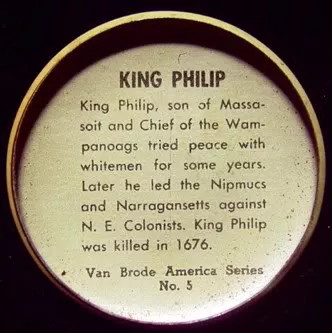 KING PHILIP
King Philip, son of Massa-
soit and Chief of the Wam-
panoags tried peace with
whitemen for some years.
Later he led the Nipmucs
and Narragansetts against
N. E. Colonists. King Philip
was killed in 1676.
Van Brode America Series
No. 5